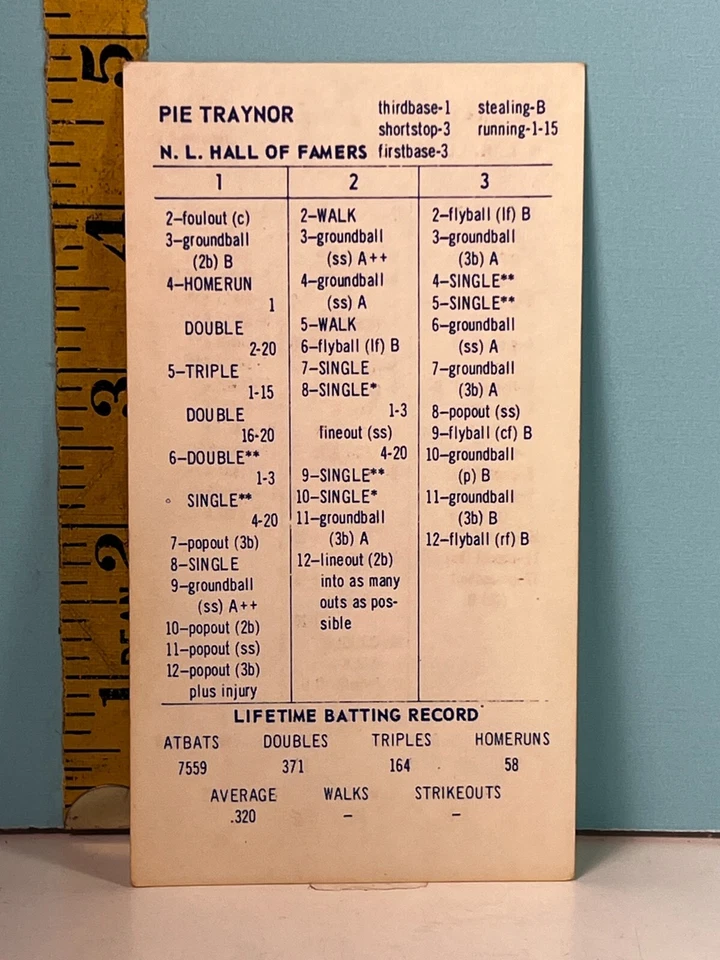 5
4
3
2
1
PIE TRAYNOR
thirdbase-1 stealing-B
shortstop-3 running-1-15
N. L. HALL OF FAMERS firstbase-3
1
2–foulout (c)
3–groundball
(2b) B
4–HOMERUN
1
DOUBLE
2-20
5–TRIPLE
1-15
DOUBLE
16-20
6–DOUBLE**
1-3
SINGLE**
4-20
7–popout (3b)
8–SINGLE
9–groundball
(ss) A++
10–popout (2b)
11–popout (ss)
12–popout (3b)
plus injury
2
2–WALK
3–groundball
(ss) A++
4–groundball
(ss) A
5–WALK
6–flyball (lf) B
7–SINGLE
8–SINGLE*
1-3
fineout (ss)
4-20
9–SINGLE**
10–SINGLE*
11–groundball
(3b) A
12–lineout (2b)
into as many
outs as pos-
sible
3
2–flyball (lf) B
3–groundball
(3b) A
4–SINGLE**
5–SINGLE**
6–groundball
(ss) A
7–groundball
(3b) A
8–popout (ss)
9–flyball (cf) B
10–groundball
(p) B
11–groundball
(3b) B
12–flyball (rf) B
LIFETIME BATTING RECORD
ATBATS DOUBLES TRIPLES HOMERUNS
7559 371 164 58
AVERAGE WALKS STRIKEOUTS
.320 – –